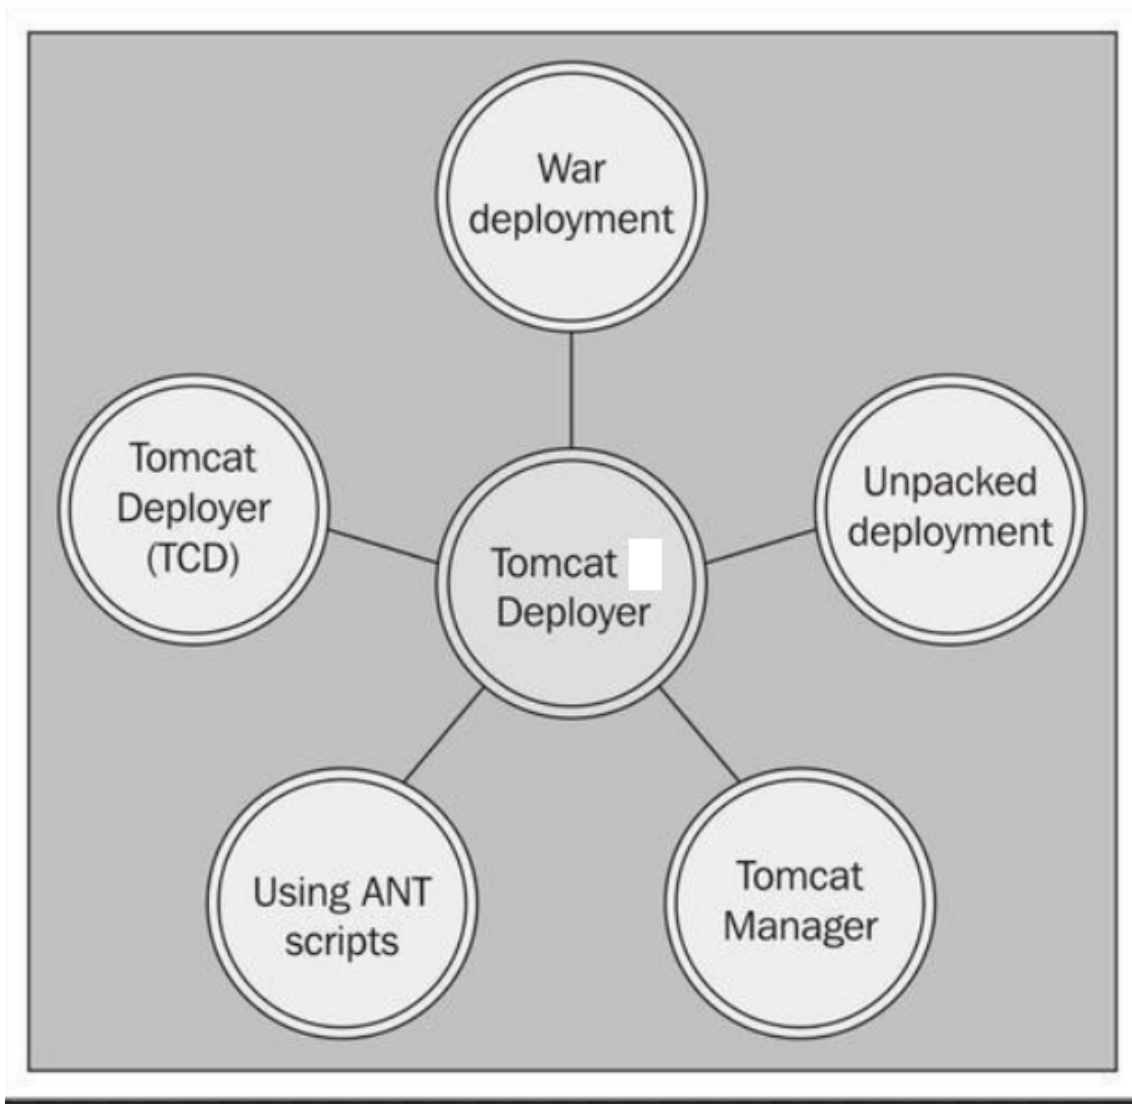 War
deployment
Tomcat
Deployer
(TCD)
Unpacked
deployment
Tomcat
Deployer
Using ANT
scripts
Tomcat
Manager